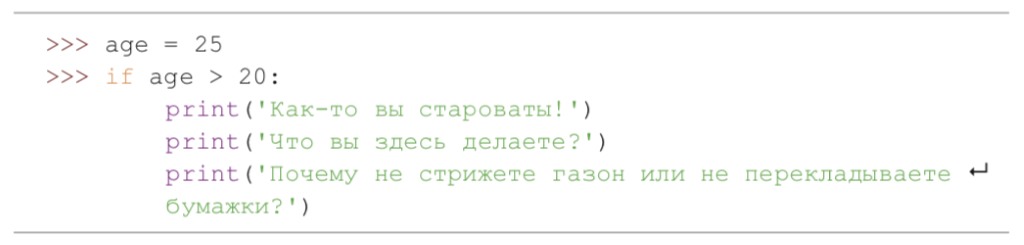 >>> age = 25
>>> if age > 20:
print('Как-то вы староваты!')
print('Что вы здесь делаете?')
print('Почему не стрижете газон или не перекладываете ↵
бумажки?')